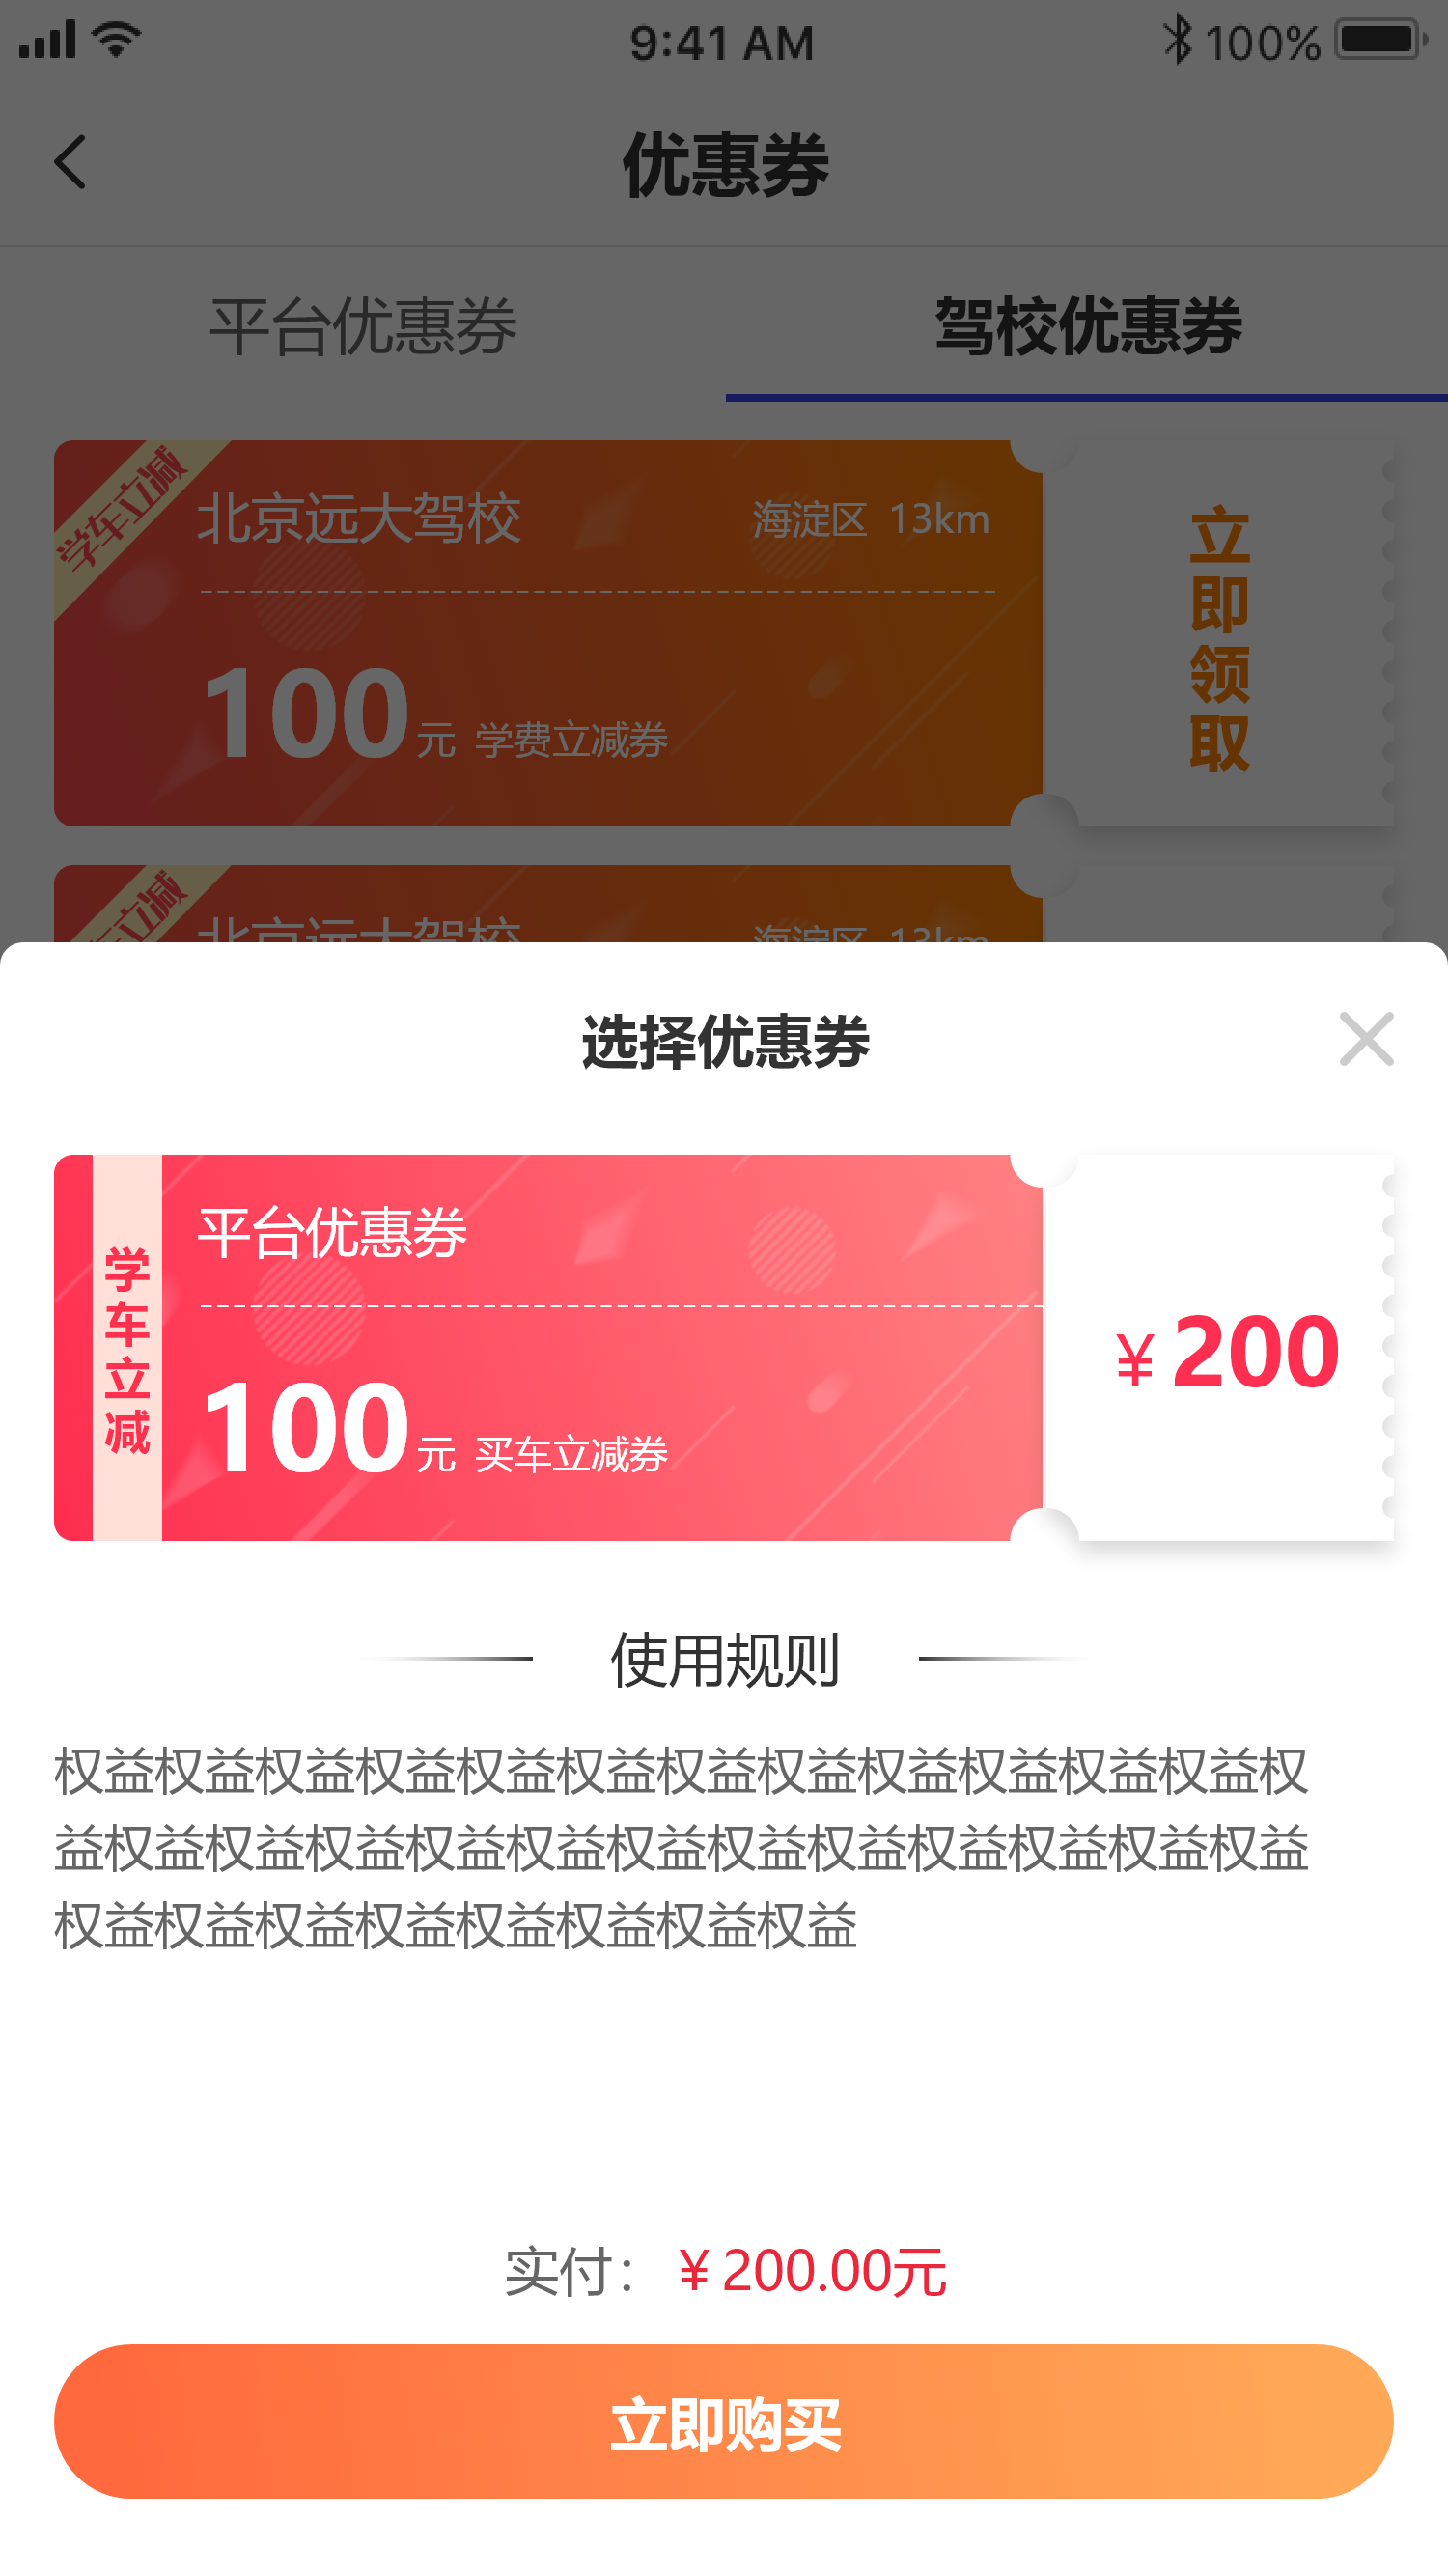 9:41 AM
100%
优惠券
平台优惠券
驾校优惠券
学车立减
北京远大驾校
海淀区 13km
100元 学费立减券
立即领取
车立减
北京远大驾校
海淀区 13km
选择优惠券
学车立减
平台优惠券
100元 买车立减券
¥ 200
使用规则
权益权益权益权益权益权益权益权益权益权益权益权益权
益权益权益权益权益权益权益权益权益权益权益权益权益
权益权益权益权益权益权益权益权益
实付： ¥ 200.00元
立即购买